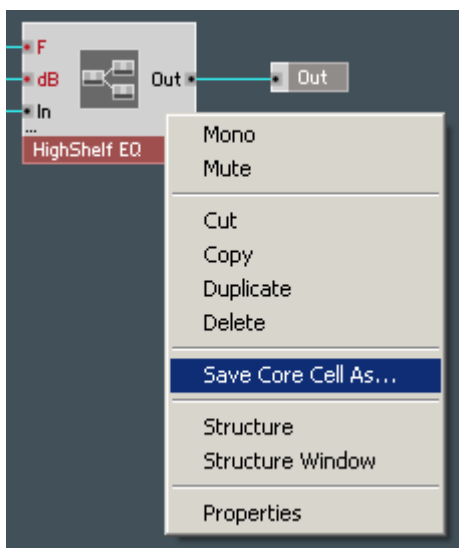 F
dB
Out
Out
In
...
HighShelf EQ
Mono
Mute
Cut
Copy
Duplicate
Delete
Save Core Cell As...
Structure
Structure Window
Properties